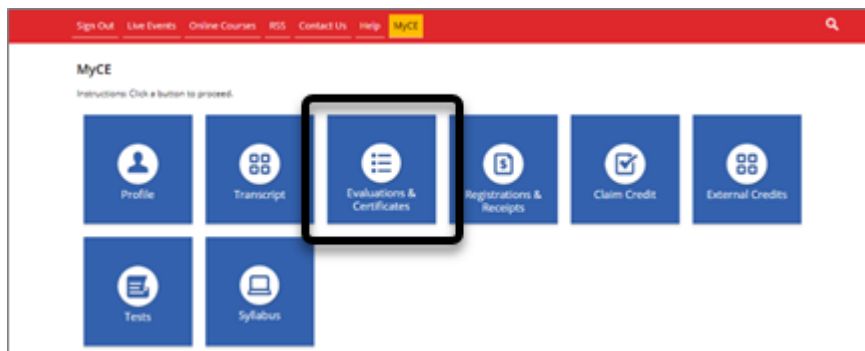 Sign Out Live Events Online Courses RSS Contact Us Help MyCE
MyCE
Instructions: Click a button to proceed.
Profile
Transcript
Evaluations &
Certificates
Registrations &
Receipts
Claim Credit
External Credits
Tests
Syllabus